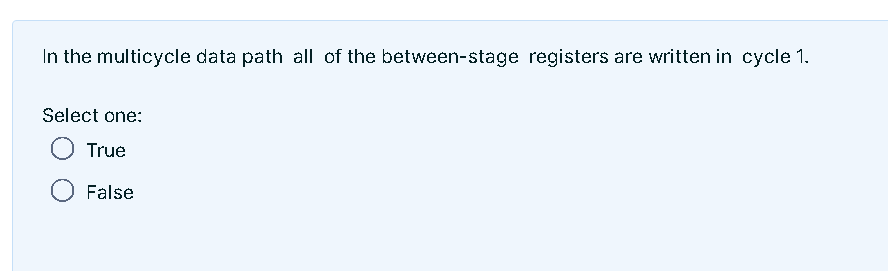 In the multicycle data path all of the between-stage registers are written in cycle 1.
Select one:
True
False